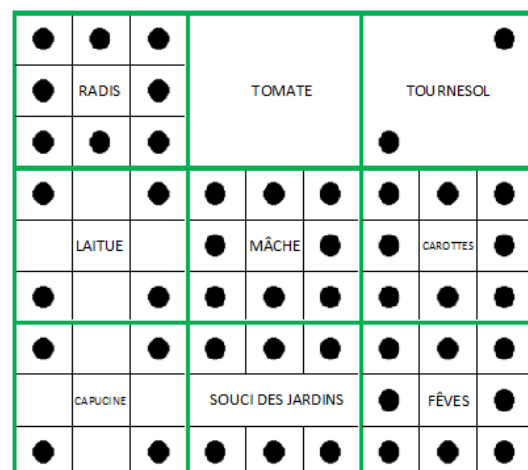 RADIS
TOMATE
TOURNESOL
LAITUE
MÂCHE
CAROTTES
CAPUCINE
SOUCI DES JARDINS
FÊVES